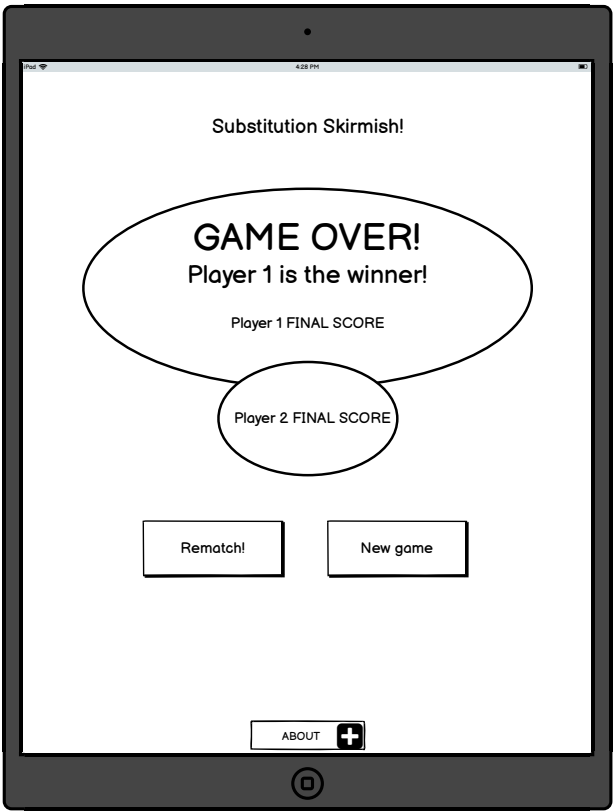 iPad 4:28 PM
Substitution Skirmish!
GAME OVER!
Player 1 is the winner!
Player 1 FINAL SCORE
Player 2 FINAL SCORE
Rematch! New game
ABOUT